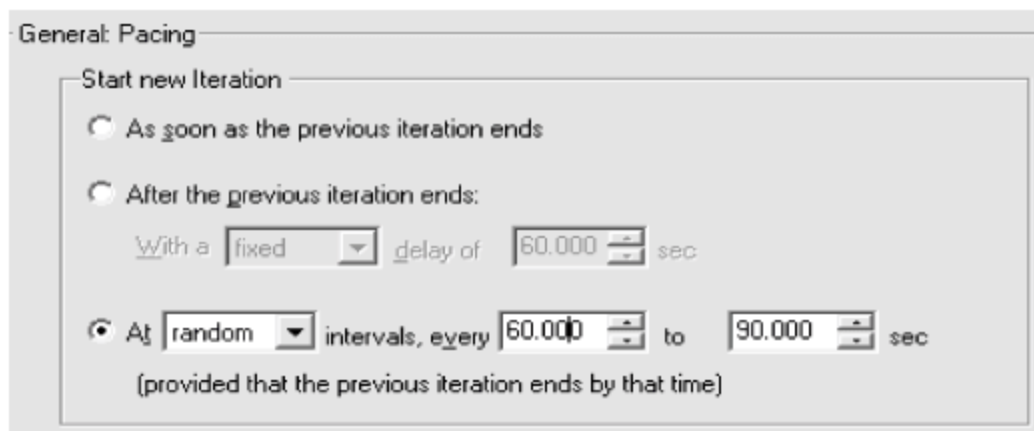 General: Pacing
Start new Iteration
As soon as the previous iteration ends
After the previous iteration ends:
With a fixed delay of 60.000 sec
At random intervals, every 60.000 to 90.000 sec
(provided that the previous iteration ends by that time)